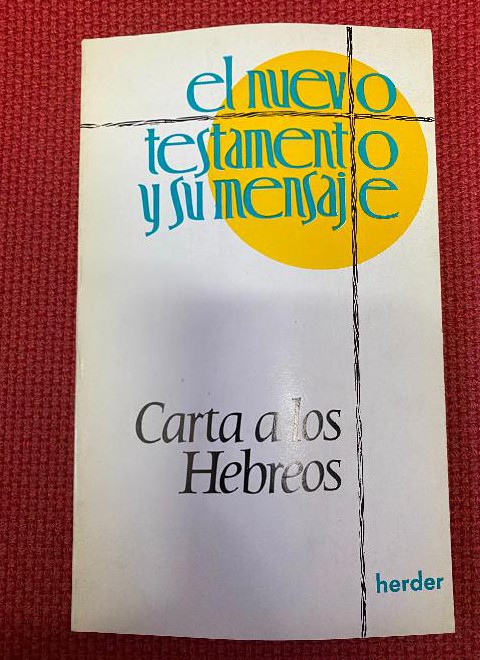 el nuevo
testamento
y su mensaje
Carta a los
Hebreos
herder